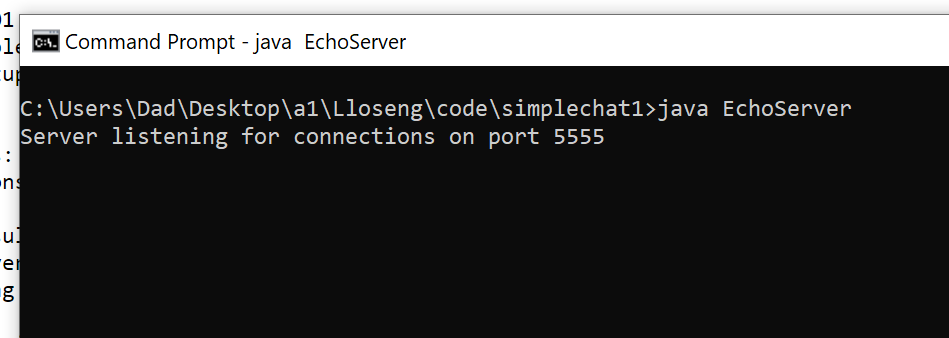 Command Prompt - java  EchoServer
C:\Users\Dad\Desktop\a1\Lloseng\code\simplechat1>java EchoServer
Server listening for connections on port 5555